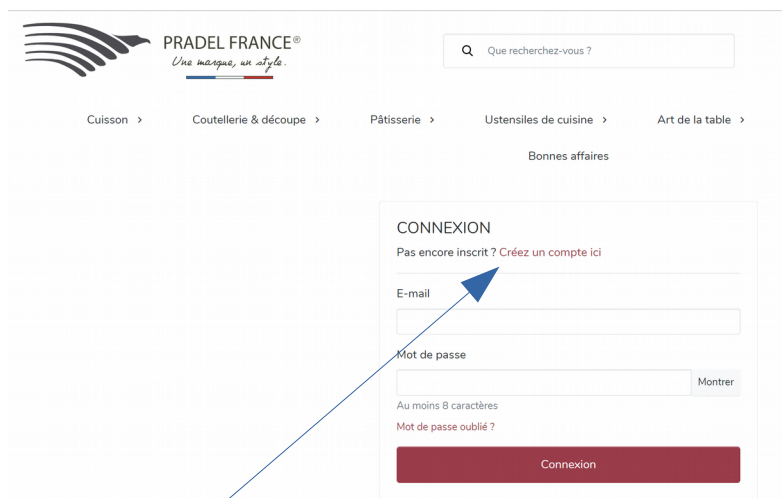 PRADEL FRANCE®
Une marque, un style.
Que recherchez-vous ?
Cuisson >
Coutellerie & découpe >
Pâtisserie >
Ustensiles de cuisine >
Art de la table >
Bonnes affaires
CONNEXION
Pas encore inscrit ? Créez un compte ici
E-mail
Mot de passe
Montrer
Au moins 8 caractères
Mot de passe oublié ?
Connexion